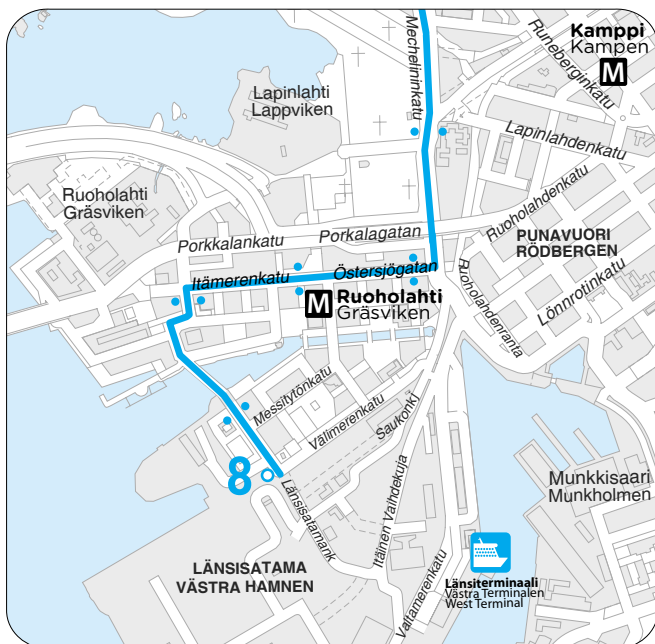 Kamppi
Kampen
M
Mechelininkatu
Runeberginkatu
Lapinlahti
Lappviken
Lapinlahdenkatu
Ruoholahdenkatu
Ruoholahti
Gräsviken
Porkkalankatu
Porkalagatan
PUNAVUORI
RÖDBERGEN
Itämerenkatu
Östersjögatan
Ruoholahdenranta
Lönnrotinkatu
M
Ruoholahti
Gräsviken
Messitytönkatu
Välimerenkatu
Saukonkj
8
Länsisatamank
Itäinen Vaihdekuja
Munkkisaari
Munkholmen
LÄNSISATAMA
VÄSTRA HAMNEN
Valtamerenkatu
Länsiterminaali
Västra Terminalen
West Terminal